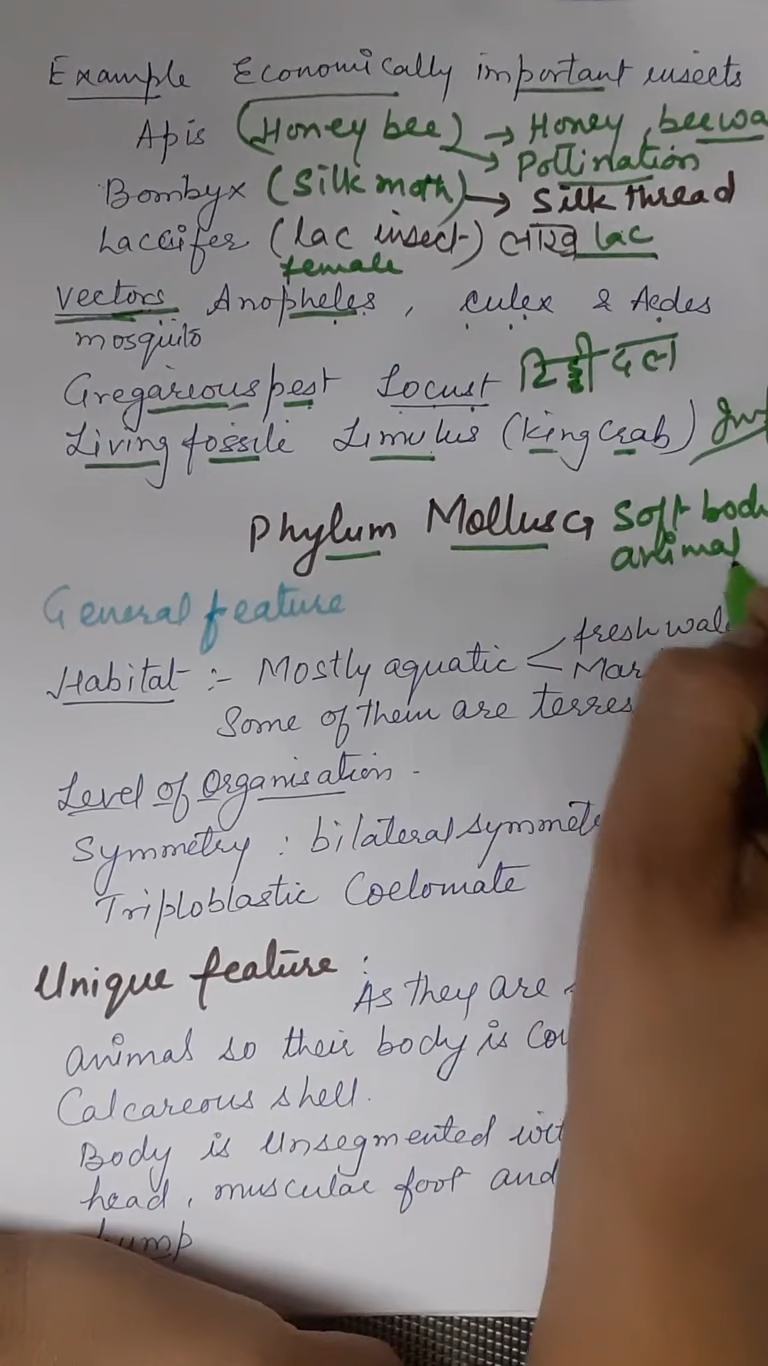 Example Economically important insects
Apis (Honey bee) → Honey, beewa
→ Pollination
Bombyx (Silk moth) → Silk thread
Laccifer (lac insect) लाख lac
female
Vectors Anopheles, Culex & Aedes
mosquito
Gregarious pest Locust टिड्डी दल
Living fossile Limulus (king Crab)
Phylum Mollusca Soft bod
animal
General feature
Habitat :- Mostly aquatic < fresh wat
Mar
Some of them are terres
Level of Organisation -
Symmetry : bilateral symmet
Triploblastic Coelomate
Unique feature :
As they are
animal so their body is Co
Calcareous shell.
Body is Unsegmented wit
head, muscular foot and
hump